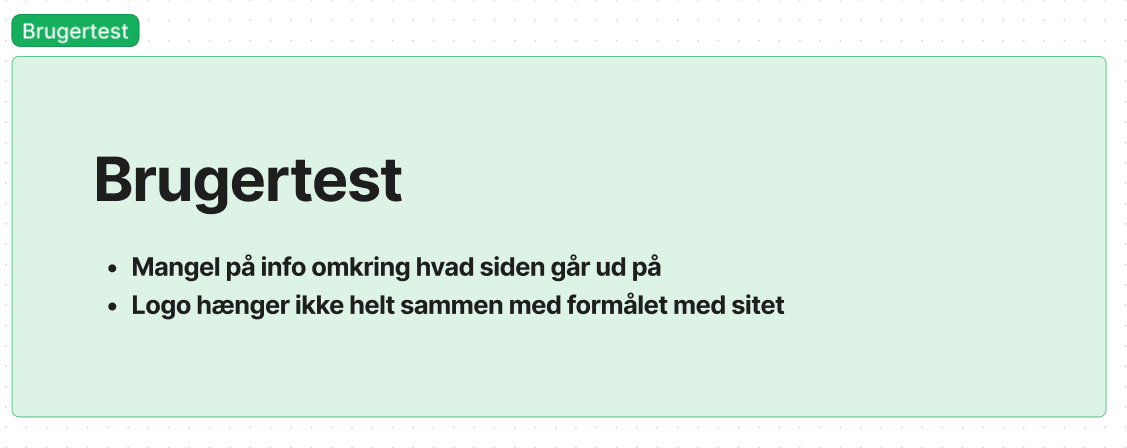 Brugertest
Brugertest
• Mangel på info omkring hvad siden går ud på
• Logo hænger ikke helt sammen med formålet med sitet